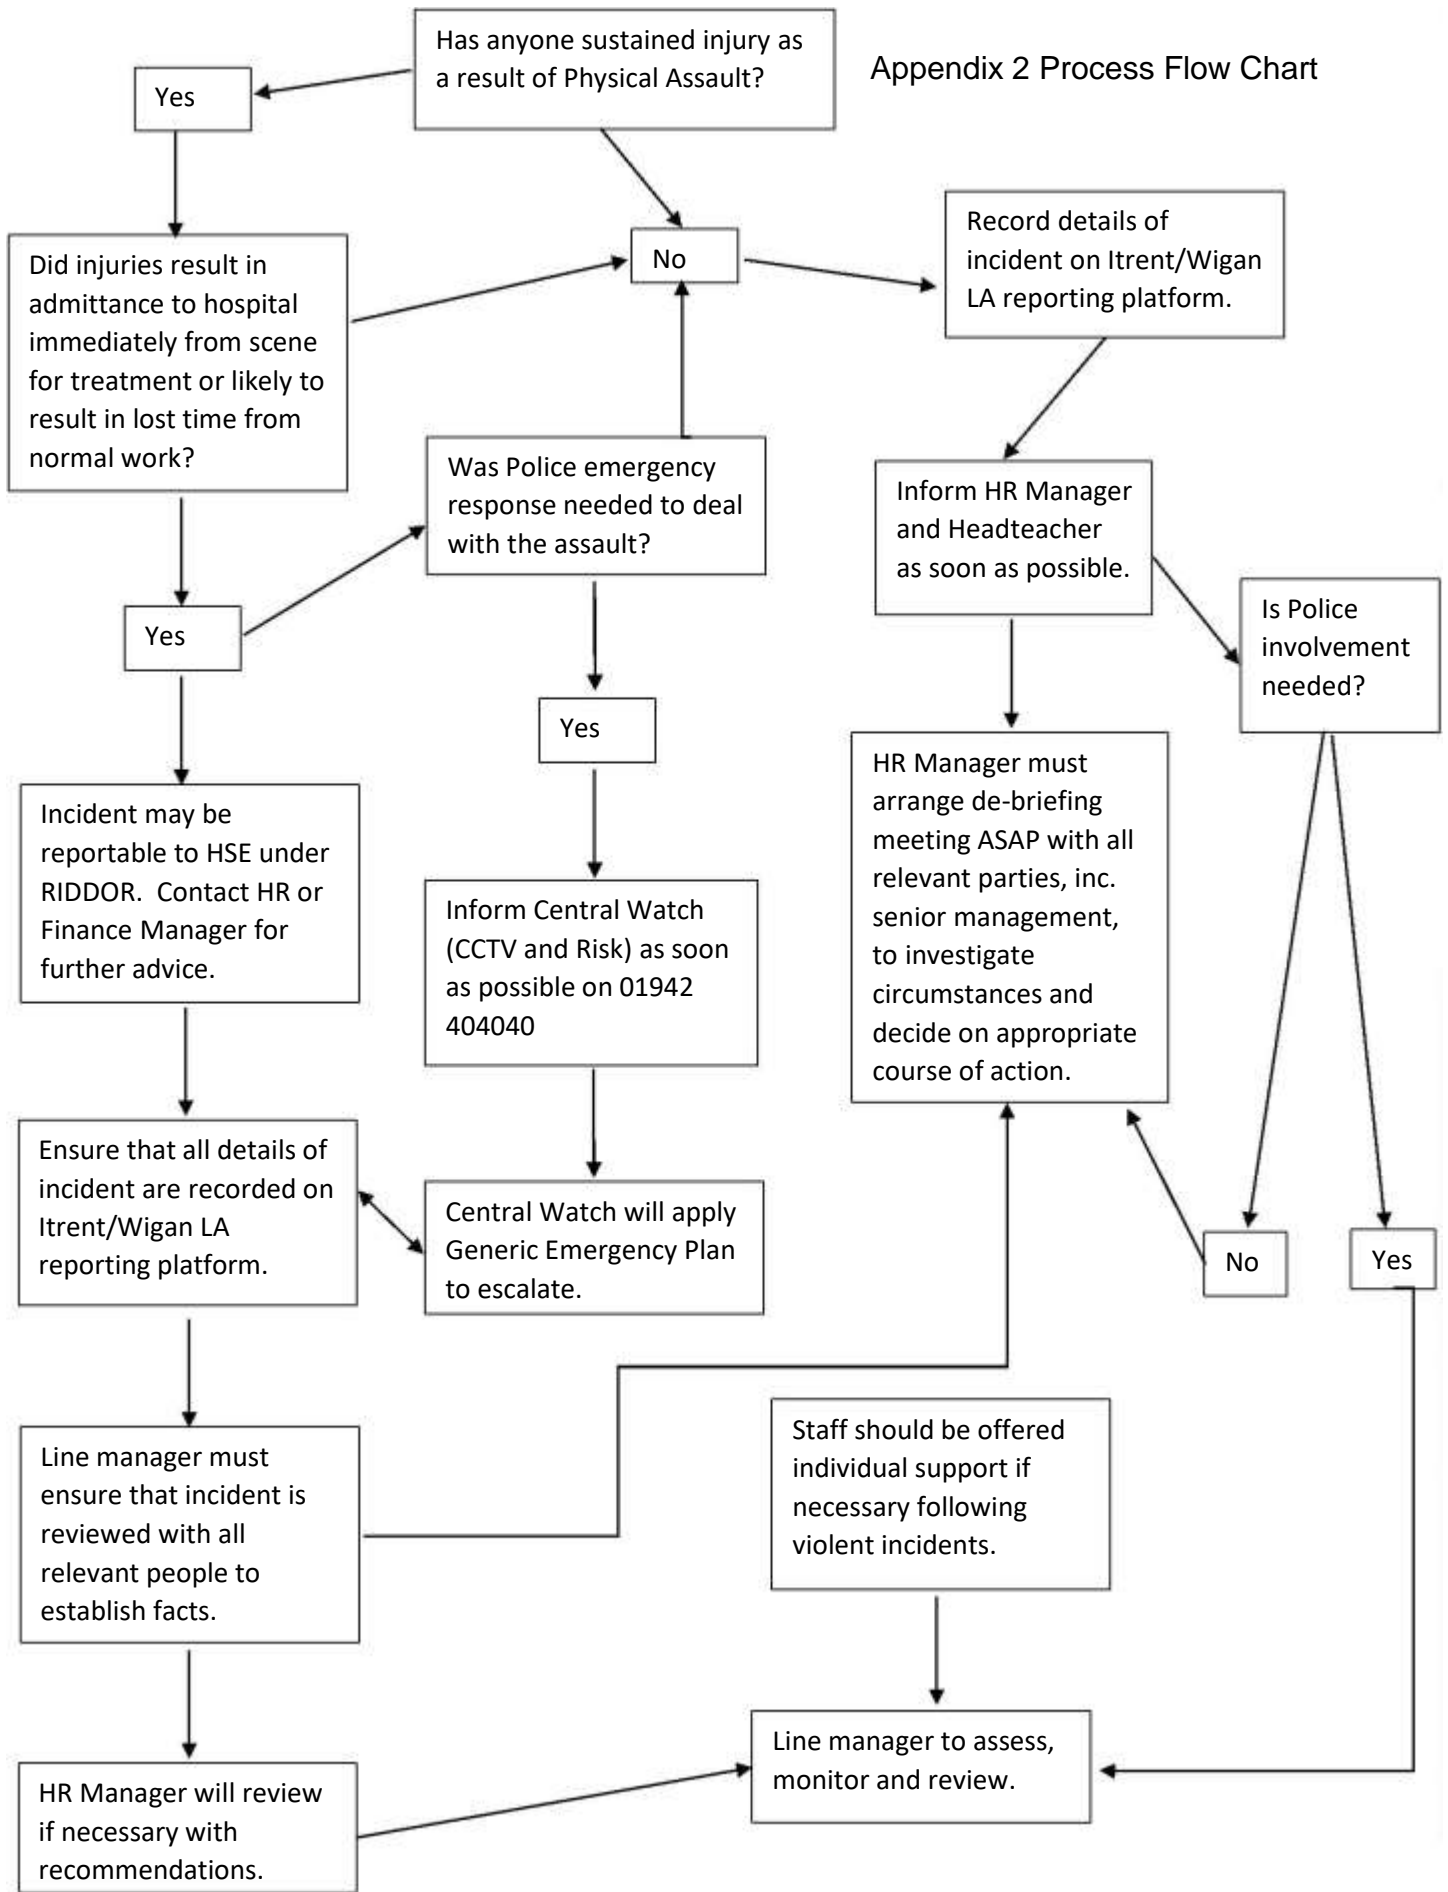 Has anyone sustained injury as
a result of Physical Assault?
Appendix 2 Process Flow Chart
Yes
No
Record details of
incident on Itrent/Wigan
LA reporting platform.
Did injuries result in
admittance to hospital
immediately from scene
for treatment or likely to
result in lost time from
normal work?
Was Police emergency
response needed to deal
with the assault?
Inform HR Manager
and Headteacher
as soon as possible.
Is Police
involvement
needed?
Yes
Yes
HR Manager must
arrange de-briefing
meeting ASAP with all
relevant parties, inc.
senior management,
to investigate
circumstances and
decide on appropriate
course of action.
Incident may be
reportable to HSE under
RIDDOR.  Contact HR or
Finance Manager for
further advice.
Inform Central Watch
(CCTV and Risk) as soon
as possible on 01942
404040
Ensure that all details of
incident are recorded on
Itrent/Wigan LA
reporting platform.
Central Watch will apply
Generic Emergency Plan
to escalate.
No
Yes
Line manager must
ensure that incident is
reviewed with all
relevant people to
establish facts.
Staff should be offered
individual support if
necessary following
violent incidents.
HR Manager will review
if necessary with
recommendations.
Line manager to assess,
monitor and review.